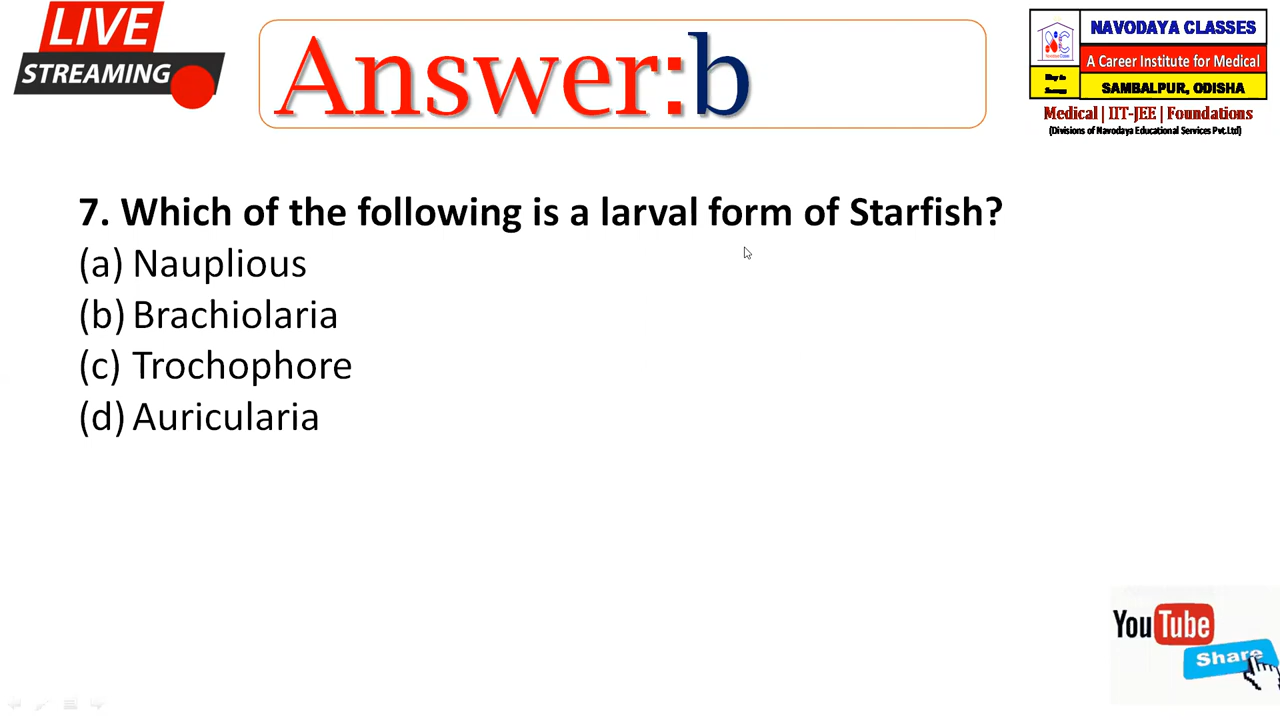 LIVE
STREAMING
Answer:b
NAVODAYA CLASSES
A Career Institute for Medical
SAMBALPUR, ODISHA
Medical | IIT-JEE | Foundations
(Divisions of Navodaya Educational Services Pvt.Ltd)
7. Which of the following is a larval form of Starfish?
(a) Nauplious
(b) Brachiolaria
(c) Trochophore
(d) Auricularia
YouTube
Share